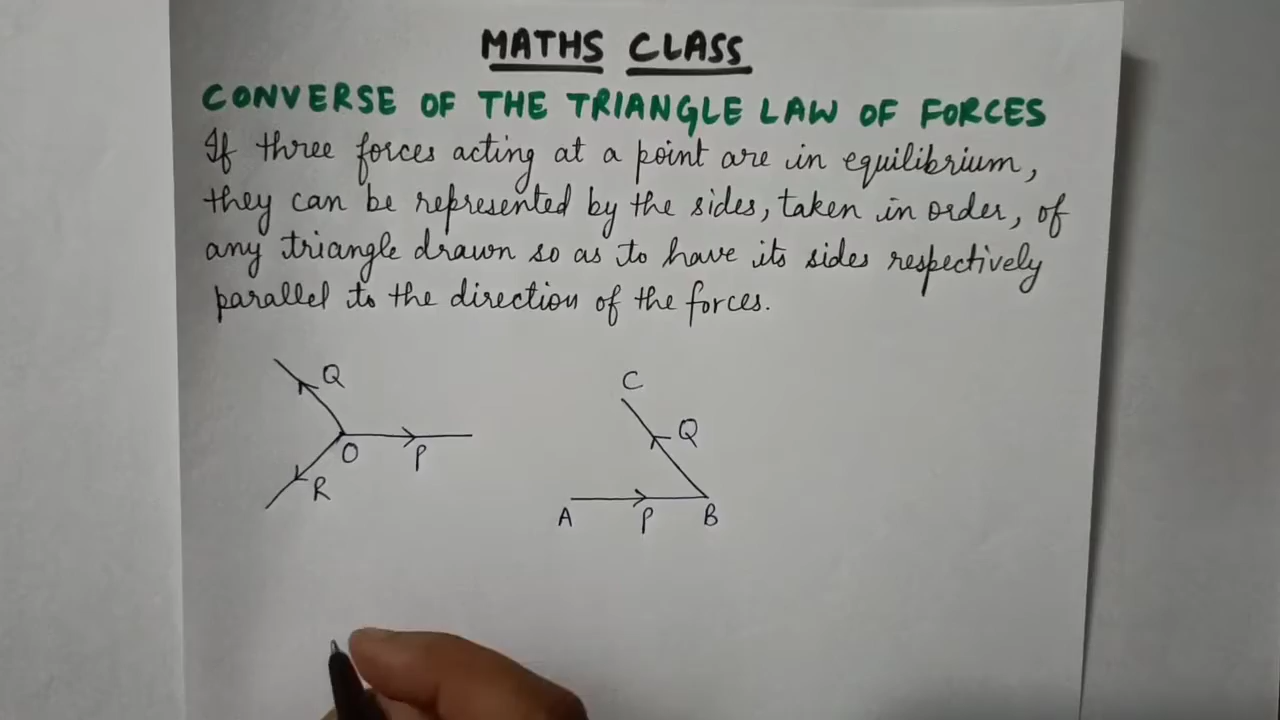 MATHS CLASS
CONVERSE OF THE TRIANGLE LAW OF FORCES
If three forces acting at a point are in equilibrium,
they can be represented by the sides, taken in order, of
any triangle drawn so as to have its sides respectively
parallel to the direction of the forces.
Q
O
P
R
C
Q
A
P
B